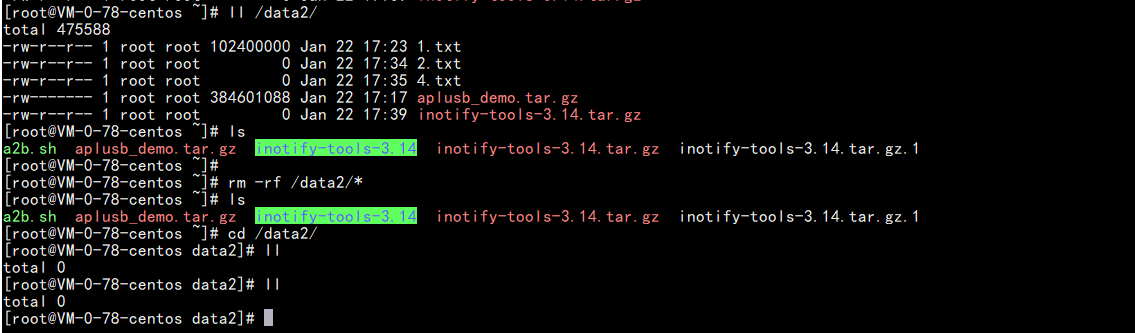 [root@VM-0-78-centos ~]# ll /data2/
total 475588
-rw-r--r-- 1 root root 102400000 Jan 22 17:23 1.txt
-rw-r--r-- 1 root root         0 Jan 22 17:34 2.txt
-rw-r--r-- 1 root root         0 Jan 22 17:35 4.txt
-rw------- 1 root root 384601088 Jan 22 17:17 aplusb_demo.tar.gz
-rw-r--r-- 1 root root         0 Jan 22 17:39 inotify-tools-3.14.tar.gz
[root@VM-0-78-centos ~]# ls
a2b.sh  aplusb_demo.tar.gz  inotify-tools-3.14  inotify-tools-3.14.tar.gz  inotify-tools-3.14.tar.gz.1
[root@VM-0-78-centos ~]#
[root@VM-0-78-centos ~]# rm -rf /data2/*
[root@VM-0-78-centos ~]# ls
a2b.sh  aplusb_demo.tar.gz  inotify-tools-3.14  inotify-tools-3.14.tar.gz  inotify-tools-3.14.tar.gz.1
[root@VM-0-78-centos ~]# cd /data2/
[root@VM-0-78-centos data2]# ll
total 0
[root@VM-0-78-centos data2]# ll
total 0
[root@VM-0-78-centos data2]#